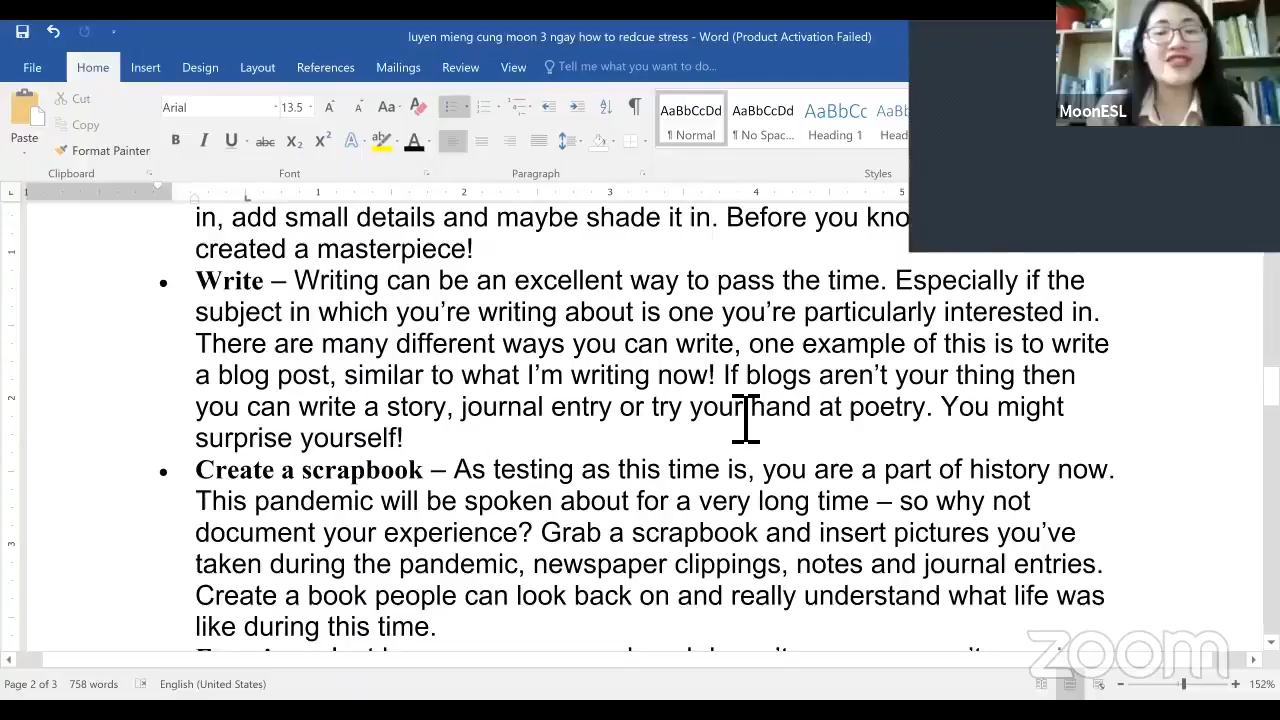 luyen mieng cung moon 3 ngay how to redcue stress - Word (Product Activation Failed)
File Home Insert Design Layout References Mailings Review View Tell me what you want to do...
Paste
Cut
Copy
Format Painter
Clipboard
Arial 13.5
Font
Paragraph
AaBbCcDd AaBbCcDd AaBbCc AaBb
¶ Normal ¶ No Spac... Heading 1 Head
Styles
MoonESL
in, add small details and maybe shade it in. Before you kno
created a masterpiece!
• Write – Writing can be an excellent way to pass the time. Especially if the
subject in which you’re writing about is one you’re particularly interested in.
There are many different ways you can write, one example of this is to write
a blog post, similar to what I’m writing now! If blogs aren’t your thing then
you can write a story, journal entry or try your hand at poetry. You might
surprise yourself!
• Create a scrapbook – As testing as this time is, you are a part of history now.
This pandemic will be spoken about for a very long time – so why not
document your experience? Grab a scrapbook and insert pictures you’ve
taken during the pandemic, newspaper clippings, notes and journal entries.
Create a book people can look back on and really understand what life was
like during this time.
zoom
Page 2 of 3 758 words English (United States) 152%